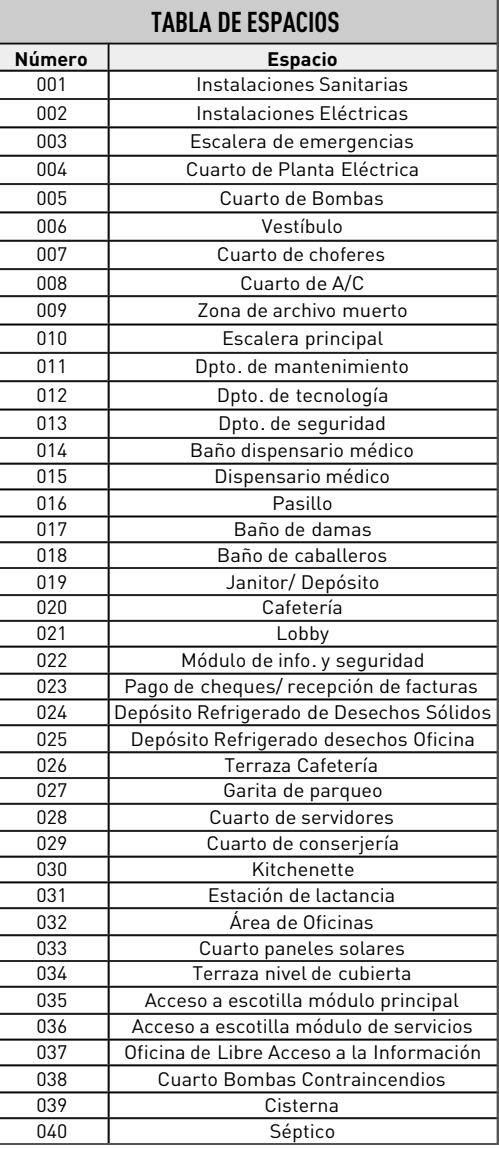 TABLA DE ESPACIOS
Número Espacio
001 Instalaciones Sanitarias
002 Instalaciones Eléctricas
003 Escalera de emergencias
004 Cuarto de Planta Eléctrica
005 Cuarto de Bombas
006 Vestíbulo
007 Cuarto de choferes
008 Cuarto de A/C
009 Zona de archivo muerto
010 Escalera principal
011 Dpto. de mantenimiento
012 Dpto. de tecnología
013 Dpto. de seguridad
014 Baño dispensario médico
015 Dispensario médico
016 Pasillo
017 Baño de damas
018 Baño de caballeros
019 Janitor/ Depósito
020 Cafetería
021 Lobby
022 Módulo de info. y seguridad
023 Pago de cheques/ recepción de facturas
024 Depósito Refrigerado de Desechos Sólidos
025 Depósito Refrigerado desechos Oficina
026 Terraza Cafetería
027 Garita de parqueo
028 Cuarto de servidores
029 Cuarto de conserjería
030 Kitchenette
031 Estación de lactancia
032 Área de Oficinas
033 Cuarto paneles solares
034 Terraza nivel de cubierta
035 Acceso a escotilla módulo principal
036 Acceso a escotilla módulo de servicios
037 Oficina de Libre Acceso a la Información
038 Cuarto Bombas Contraincendios
039 Cisterna
040 Séptico